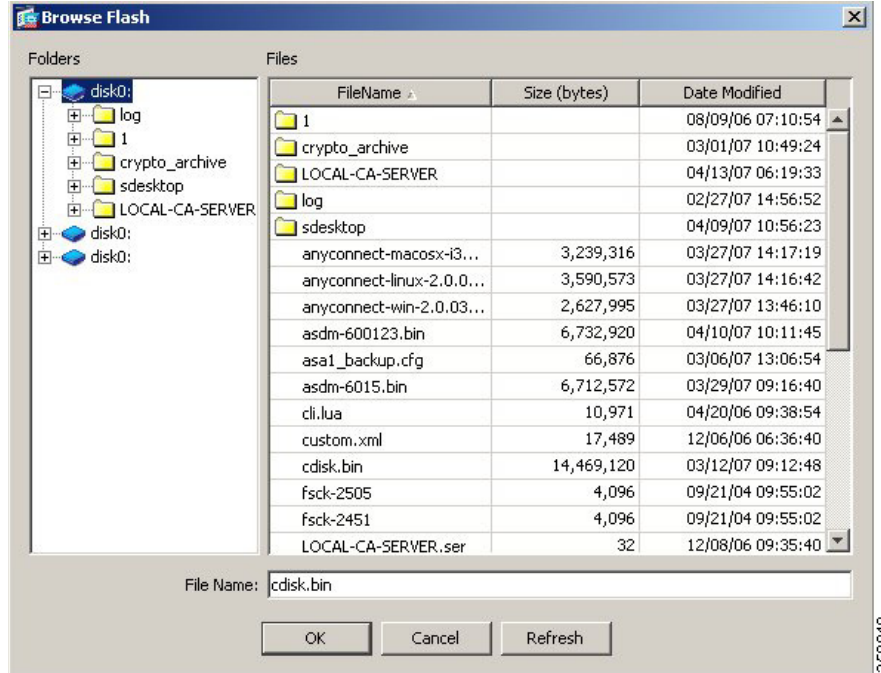 Browse Flash
Folders
Files
disk0:
log
1
crypto_archive
sdesktop
LOCAL-CA-SERVER
disk0:
disk0:
FileName Size (bytes) Date Modified
1 08/09/06 07:10:54
crypto_archive 03/01/07 10:49:24
LOCAL-CA-SERVER 04/13/07 06:19:33
log 02/27/07 14:56:52
sdesktop 04/09/07 10:56:23
anyconnect-macosx-i3... 3,239,316 03/27/07 14:17:19
anyconnect-linux-2.0.0... 3,590,573 03/27/07 14:16:42
anyconnect-win-2.0.03... 2,627,995 03/27/07 13:46:10
asdm-600123.bin 6,732,920 04/10/07 10:11:45
asa1_backup.cfg 66,876 03/06/07 13:06:54
asdm-6015.bin 6,712,572 03/29/07 09:16:40
cli.lua 10,971 04/20/06 09:38:54
custom.xml 17,489 12/06/06 06:36:40
cdisk.bin 14,469,120 03/12/07 09:12:48
fsck-2505 4,096 09/21/04 09:55:02
fsck-2451 4,096 09/21/04 09:55:02
LOCAL-CA-SERVER.ser 32 12/08/06 09:35:40
File Name: cdisk.bin
OK Cancel Refresh